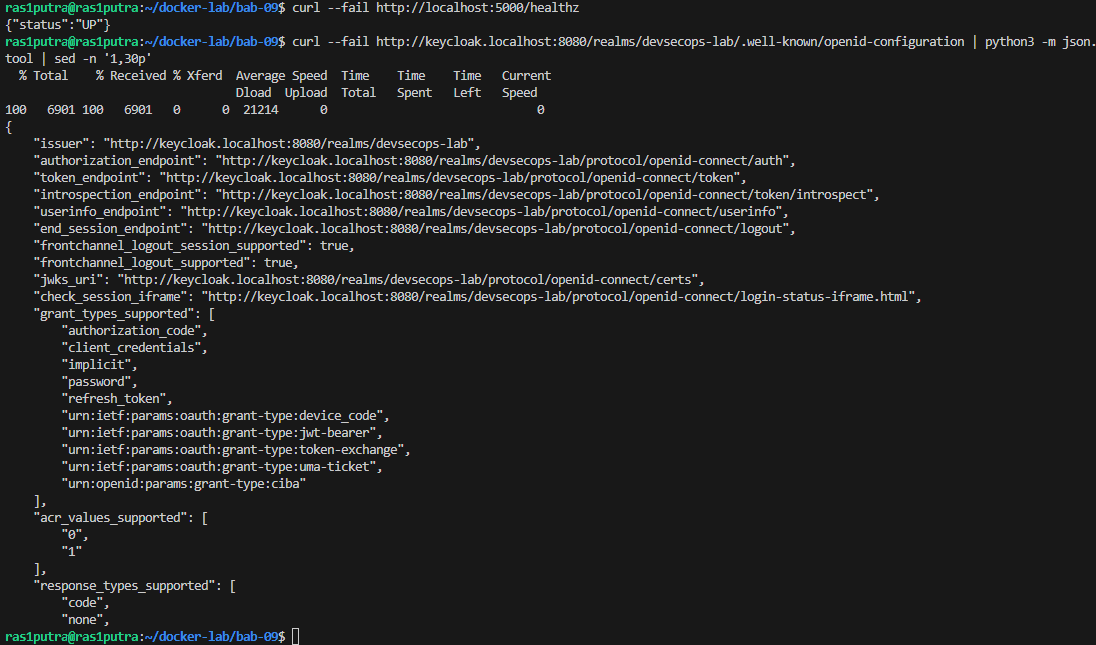 ras1putra@ras1putra:~/docker-lab/bab-09$ curl --fail http://localhost:5000/healthz
{"status":"UP"}
ras1putra@ras1putra:~/docker-lab/bab-09$ curl --fail http://keycloak.localhost:8080/realms/devsecops-lab/.well-known/openid-configuration | python3 -m json.
tool | sed -n '1,30p'
  % Total    % Received % Xferd  Average Speed  Time    Time    Time   Current
                                 Dload  Upload  Total   Spent   Left   Speed
100   6901 100   6901   0      0  21214      0                              0
{
    "issuer": "http://keycloak.localhost:8080/realms/devsecops-lab",
    "authorization_endpoint": "http://keycloak.localhost:8080/realms/devsecops-lab/protocol/openid-connect/auth",
    "token_endpoint": "http://keycloak.localhost:8080/realms/devsecops-lab/protocol/openid-connect/token",
    "introspection_endpoint": "http://keycloak.localhost:8080/realms/devsecops-lab/protocol/openid-connect/token/introspect",
    "userinfo_endpoint": "http://keycloak.localhost:8080/realms/devsecops-lab/protocol/openid-connect/userinfo",
    "end_session_endpoint": "http://keycloak.localhost:8080/realms/devsecops-lab/protocol/openid-connect/logout",
    "frontchannel_logout_session_supported": true,
    "frontchannel_logout_supported": true,
    "jwks_uri": "http://keycloak.localhost:8080/realms/devsecops-lab/protocol/openid-connect/certs",
    "check_session_iframe": "http://keycloak.localhost:8080/realms/devsecops-lab/protocol/openid-connect/login-status-iframe.html",
    "grant_types_supported": [
        "authorization_code",
        "client_credentials",
        "implicit",
        "password",
        "refresh_token",
        "urn:ietf:params:oauth:grant-type:device_code",
        "urn:ietf:params:oauth:grant-type:jwt-bearer",
        "urn:ietf:params:oauth:grant-type:token-exchange",
        "urn:ietf:params:oauth:grant-type:uma-ticket",
        "urn:openid:params:grant-type:ciba"
    ],
    "acr_values_supported": [
        "0",
        "1"
    ],
    "response_types_supported": [
        "code",
        "none",
ras1putra@ras1putra:~/docker-lab/bab-09$